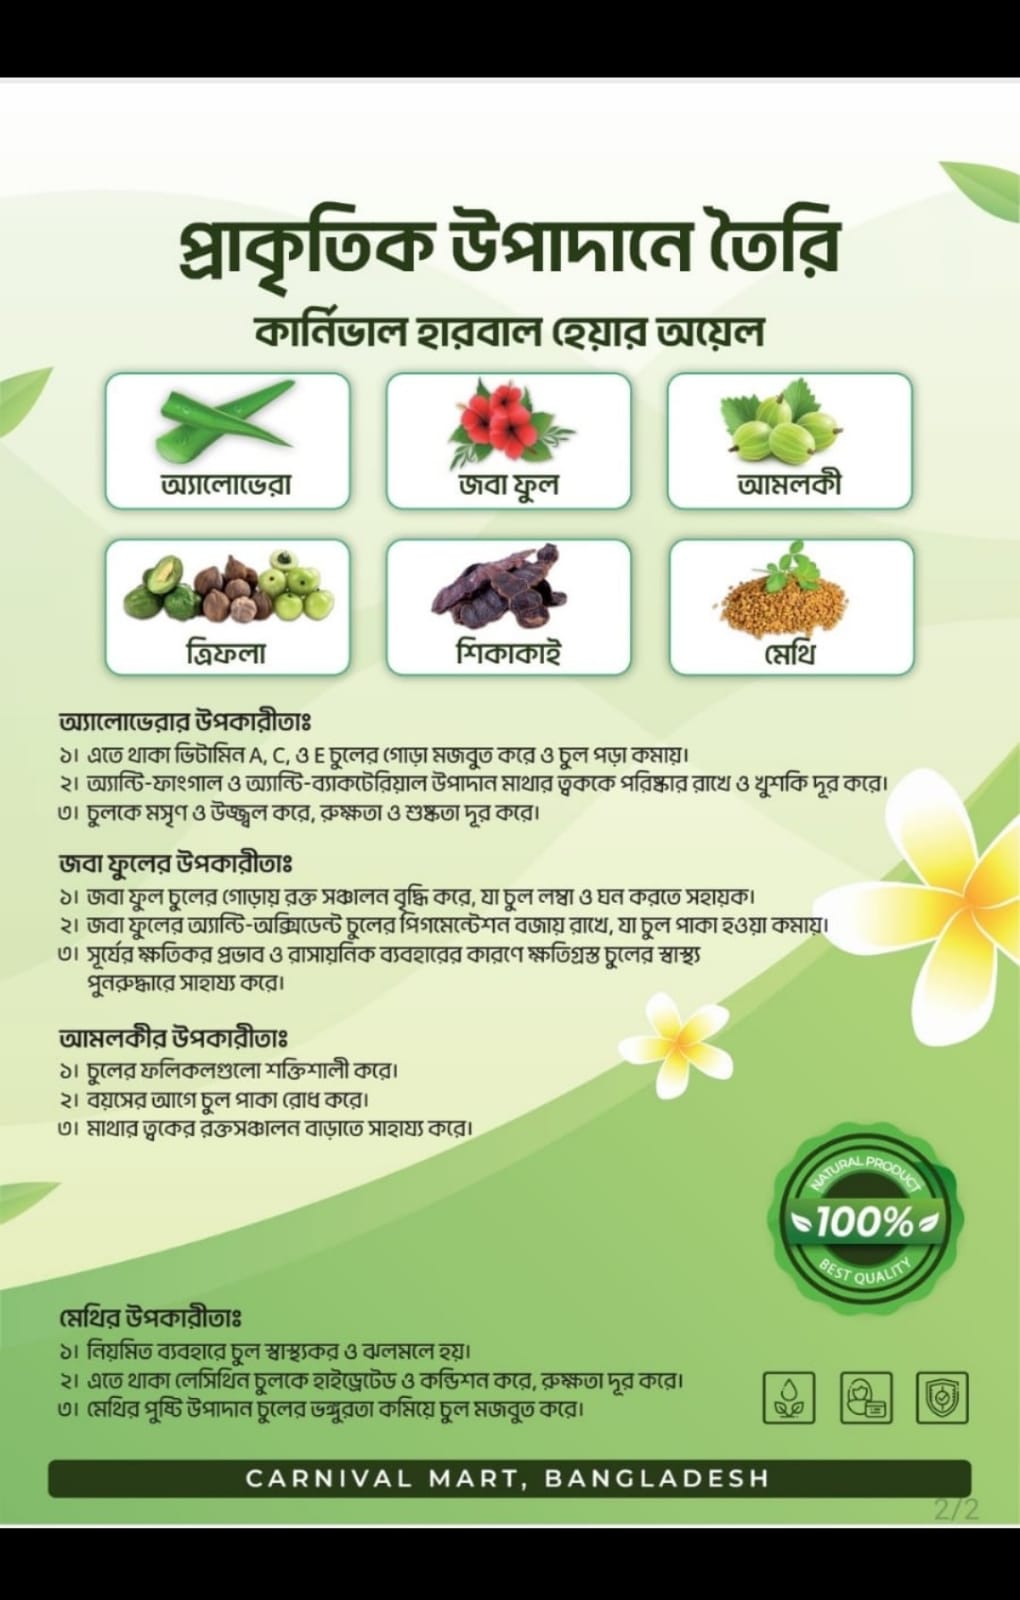 প্রাকৃতিক উপাদানে তৈরি
কার্নিভাল হারবাল হেয়ার অয়েল
অ্যালোভেরা
জবা ফুল
আমলকী
ত্রিফলা
শিকাকাই
মেথি
অ্যালোভেরার উপকারীতাঃ
১। এতে থাকা ভিটামিন A, C, ও E চুলের গোড়া মজবুত করে ও চুল পড়া কমায়।
২। অ্যান্টি-ফাংগাল ও অ্যান্টি-ব্যাকটেরিয়াল উপাদান মাথার ত্বককে পরিষ্কার রাখে ও খুশকি দূর করে।
৩। চুলকে মসৃণ ও উজ্জ্বল করে, রুক্ষতা ও শুষ্কতা দূর করে।
জবা ফুলের উপকারীতাঃ
১। জবা ফুল চুলের গোড়ায় রক্ত সঞ্চালন বৃদ্ধি করে, যা চুল লম্বা ও ঘন করতে সহায়ক।
২। জবা ফুলের অ্যান্টি-অক্সিডেন্ট চুলের পিগমেন্টেশন বজায় রাখে, যা চুল পাকা হওয়া কমায়।
৩। সূর্যের ক্ষতিকর প্রভাব ও রাসায়নিক ব্যবহারের কারণে ক্ষতিগ্রস্ত চুলের স্বাস্থ্য
পুনরুদ্ধারে সাহায্য করে।
আমলকীর উপকারীতাঃ
১। চুলের ফলিকলগুলো শক্তিশালী করে।
২। বয়সের আগে চুল পাকা রোধ করে।
৩। মাথার ত্বকের রক্তসঞ্চালন বাড়াতে সাহায্য করে।
NATURAL PRODUCT
100%
BEST QUALITY
মেথির উপকারীতাঃ
১। নিয়মিত ব্যবহারে চুল স্বাস্থ্যকর ও ঝলমলে হয়।
২। এতে থাকা লেসিথিন চুলকে হাইড্রেটেড ও কন্ডিশন করে, রুক্ষতা দূর করে।
৩। মেথির পুষ্টি উপাদান চুলের ভঙ্গুরতা কমিয়ে চুল মজবুত করে।
CARNIVAL MART, BANGLADESH
2/2